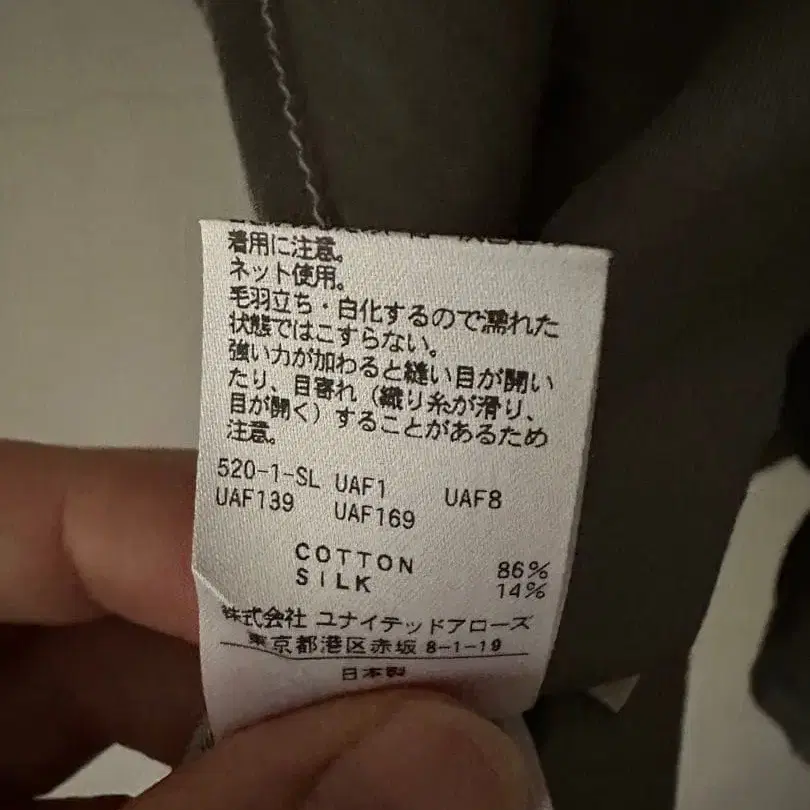 着用に注意。
ネット使用。
毛羽立ち・白化するので濡れた
状態ではこすらない。
強い力が加わると縫い目が開い
たり、目寄れ(織り糸が滑り、
目が開く)することがあるため
注意。
520-1-SL UAF1 UAF8
UAF139 UAF169
COTTON 86%
SILK 14%
株式会社 ユナイテッドアローズ
東京都港区赤坂 8-1-19
日本製